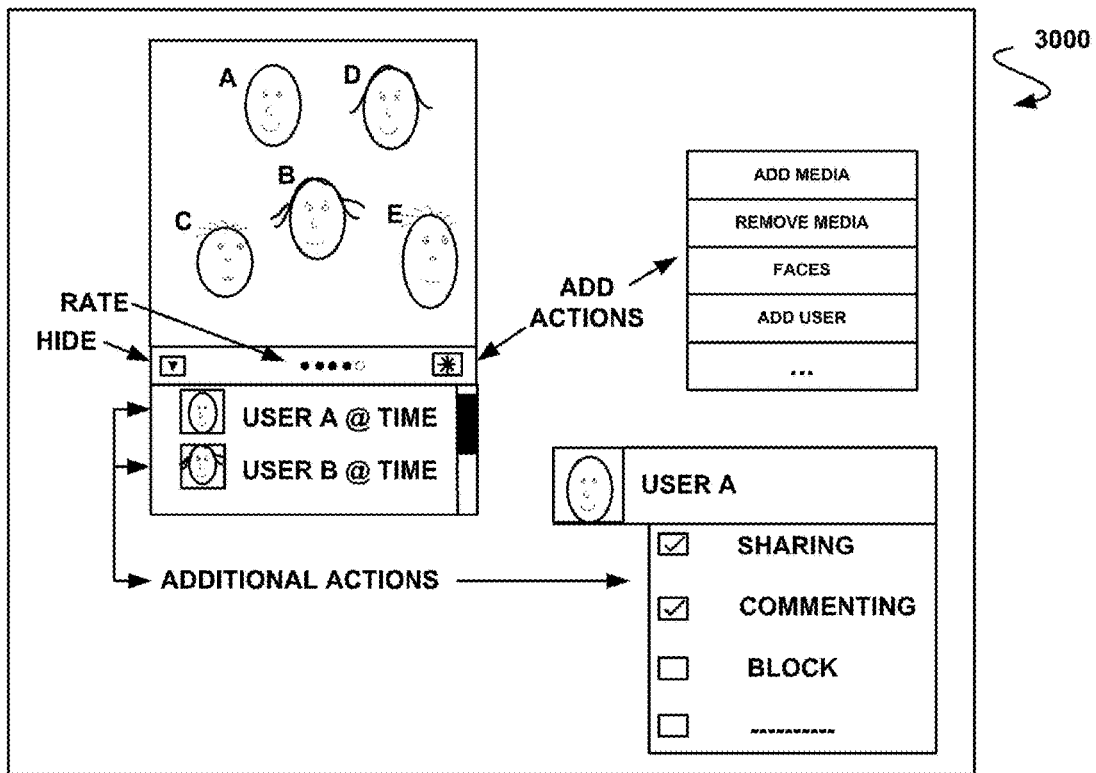 3000
A
D
B
C
E
RATE
HIDE
ADD
ACTIONS
ADD MEDIA
REMOVE MEDIA
FACES
ADD USER
...
USER A @ TIME
USER B @ TIME
ADDITIONAL ACTIONS
USER A
SHARING
COMMENTING
BLOCK
----------